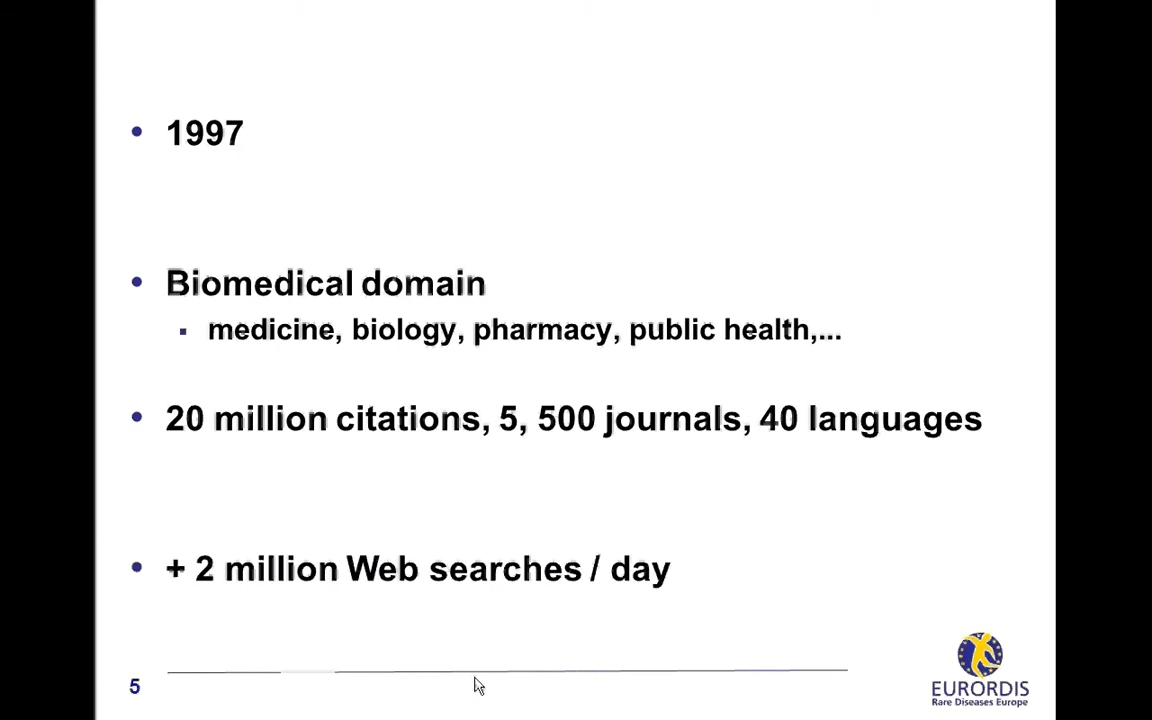 • 1997
• Biomedical domain
▪ medicine, biology, pharmacy, public health,...
• 20 million citations, 5, 500 journals, 40 languages
• + 2 million Web searches / day
5
EURORDIS
Rare Diseases Europe